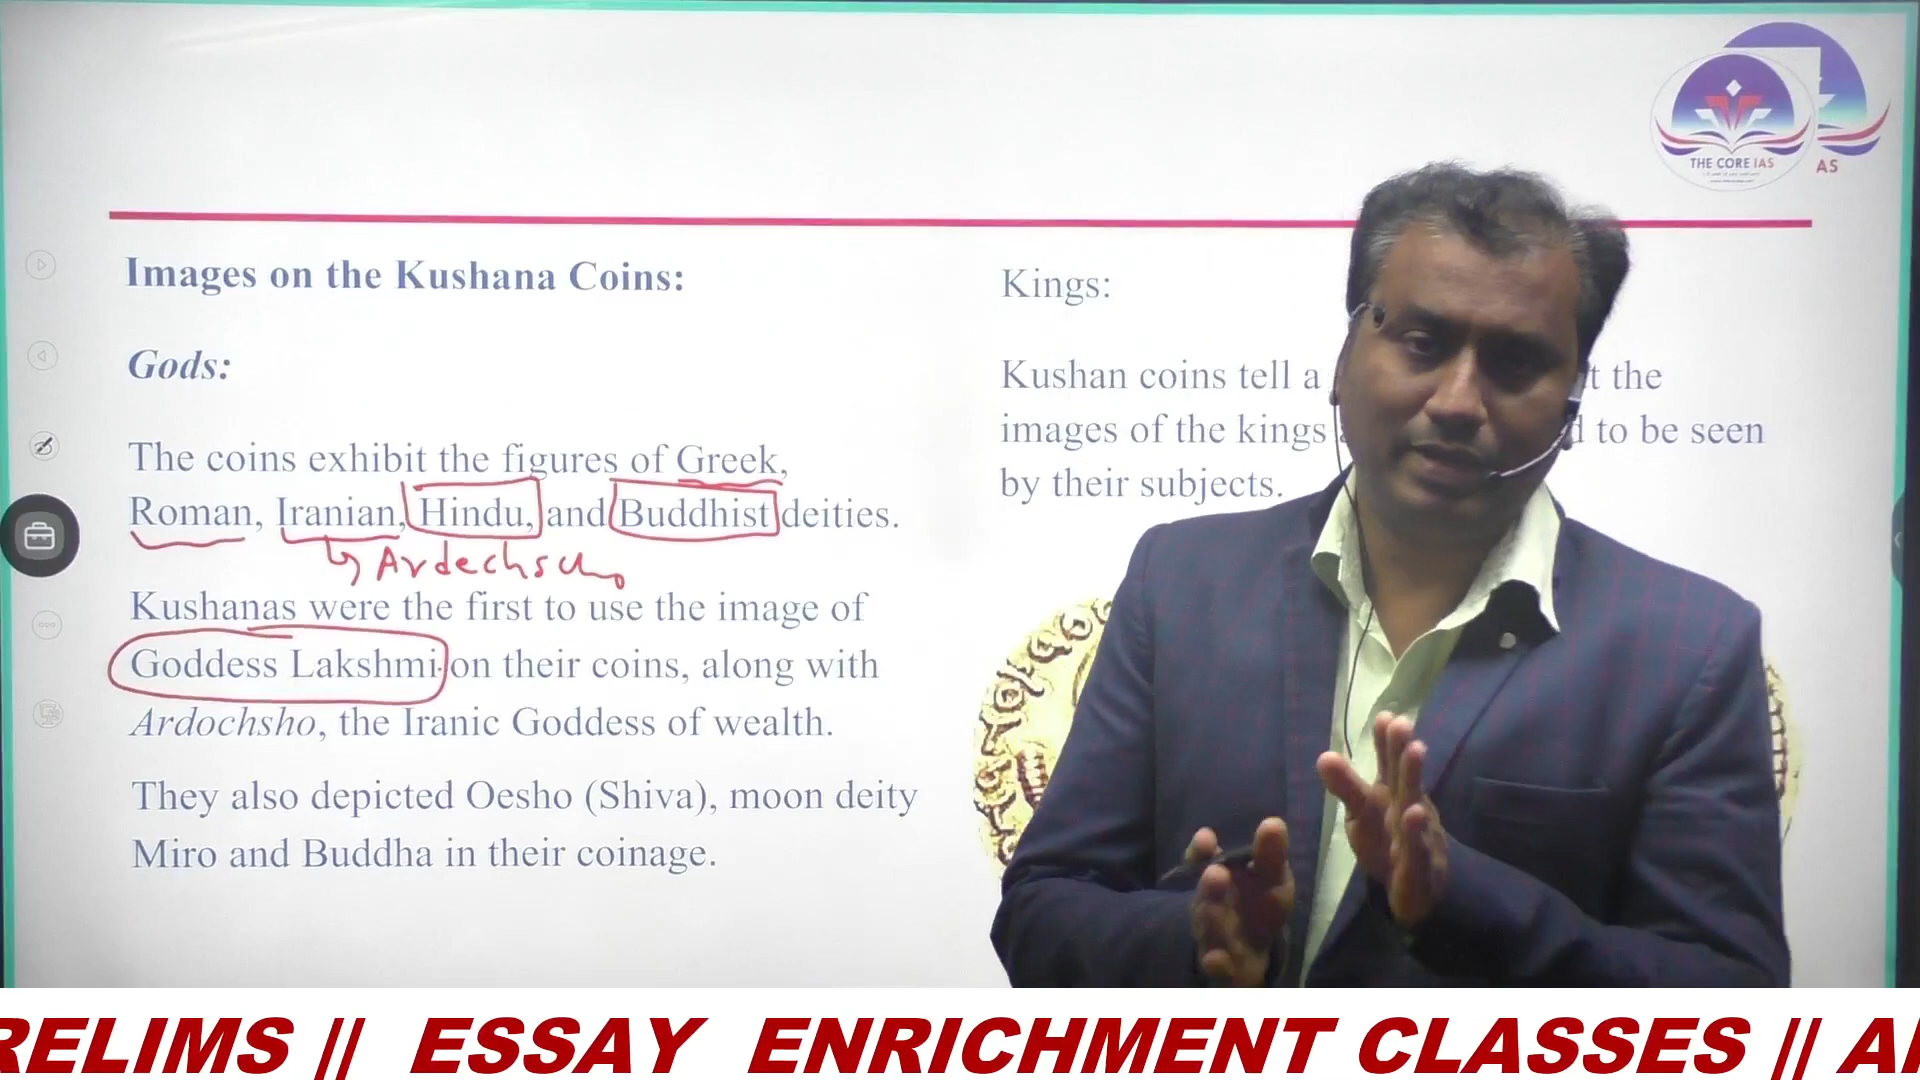 THE CORE IAS
AS
Images on the Kushana Coins:
Gods:
The coins exhibit the figures of Greek,
Roman, Iranian, Hindu, and Buddhist deities.
Ardechscho
Kushanas were the first to use the image of
Goddess Lakshmi on their coins, along with
Ardochsho, the Iranic Goddess of wealth.
They also depicted Oesho (Shiva), moon deity
Miro and Buddha in their coinage.
Kings:
Kushan coins tell a t the
images of the kings d to be seen
by their subjects.
RELIMS || ESSAY ENRICHMENT CLASSES || A